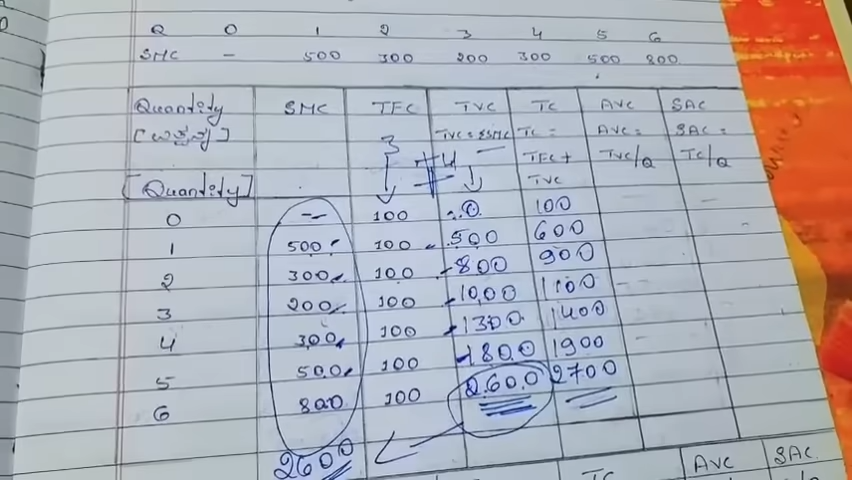 Q 0 1 2 3 4 5 6
SMC - 500 300 200 300 500 800
Quantity SMC TFC TVC TC AVC SAC
TVC = ΣSMC TC = AVC = SAC =
TFC + TVC/Q TC/Q
[Quantity] TVC
0 - 100 0 100 - -
1 500 100 500 600
2 300 100 800 900
3 200 100 1000 1100
4 300 100 1300 1400
5 500 100 1800 1900
6 800 100 2600 2700
2600
TC AVC SAC